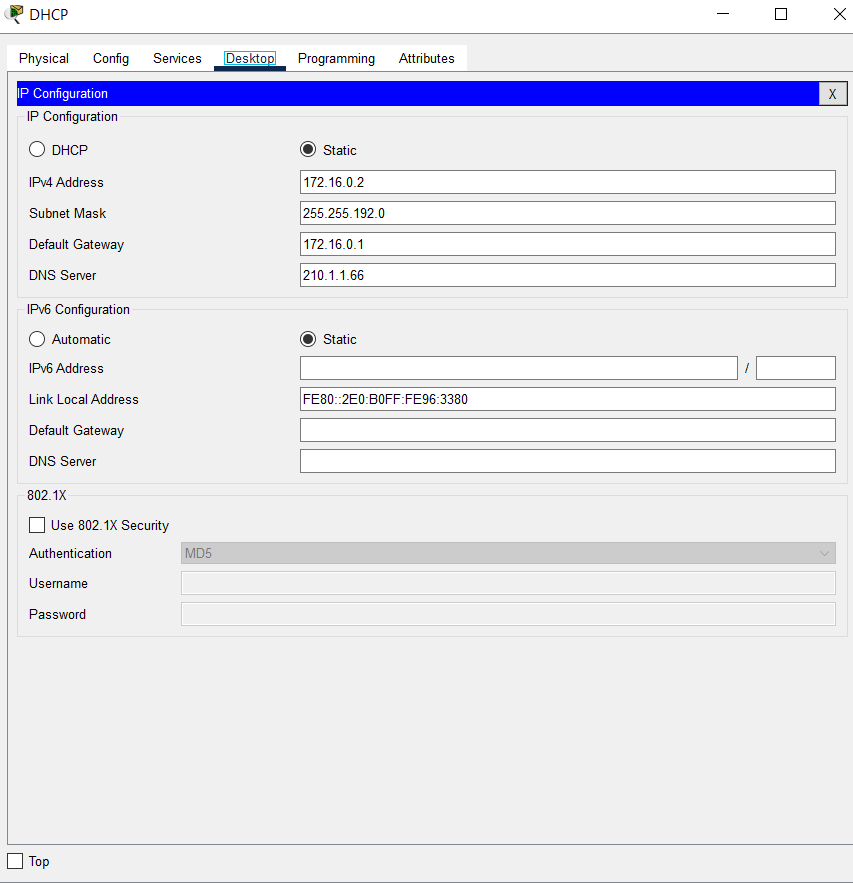 DHCP
Physical Config Services Desktop Programming Attributes
IP Configuration X
IP Configuration
DHCP Static
IPv4 Address 172.16.0.2
Subnet Mask 255.255.192.0
Default Gateway 172.16.0.1
DNS Server 210.1.1.66
IPv6 Configuration
Automatic Static
IPv6 Address /
Link Local Address FE80::2E0:B0FF:FE96:3380
Default Gateway
DNS Server
802.1X
Use 802.1X Security
Authentication MD5
Username
Password
Top